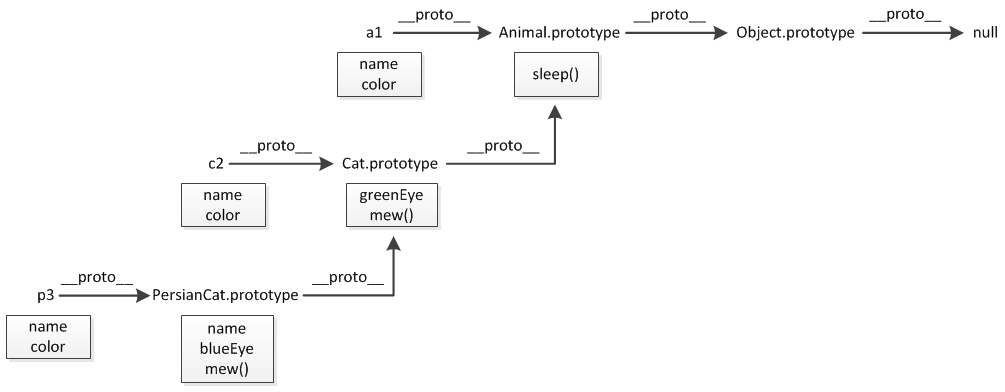 __proto__ __proto__ __proto__
a1 Animal.prototype Object.prototype null
name
color
sleep()
__proto__ __proto__
c2 Cat.prototype
name
color
greenEye
mew()
__proto__ __proto__
p3 PersianCat.prototype
name
color
name
blueEye
mew()